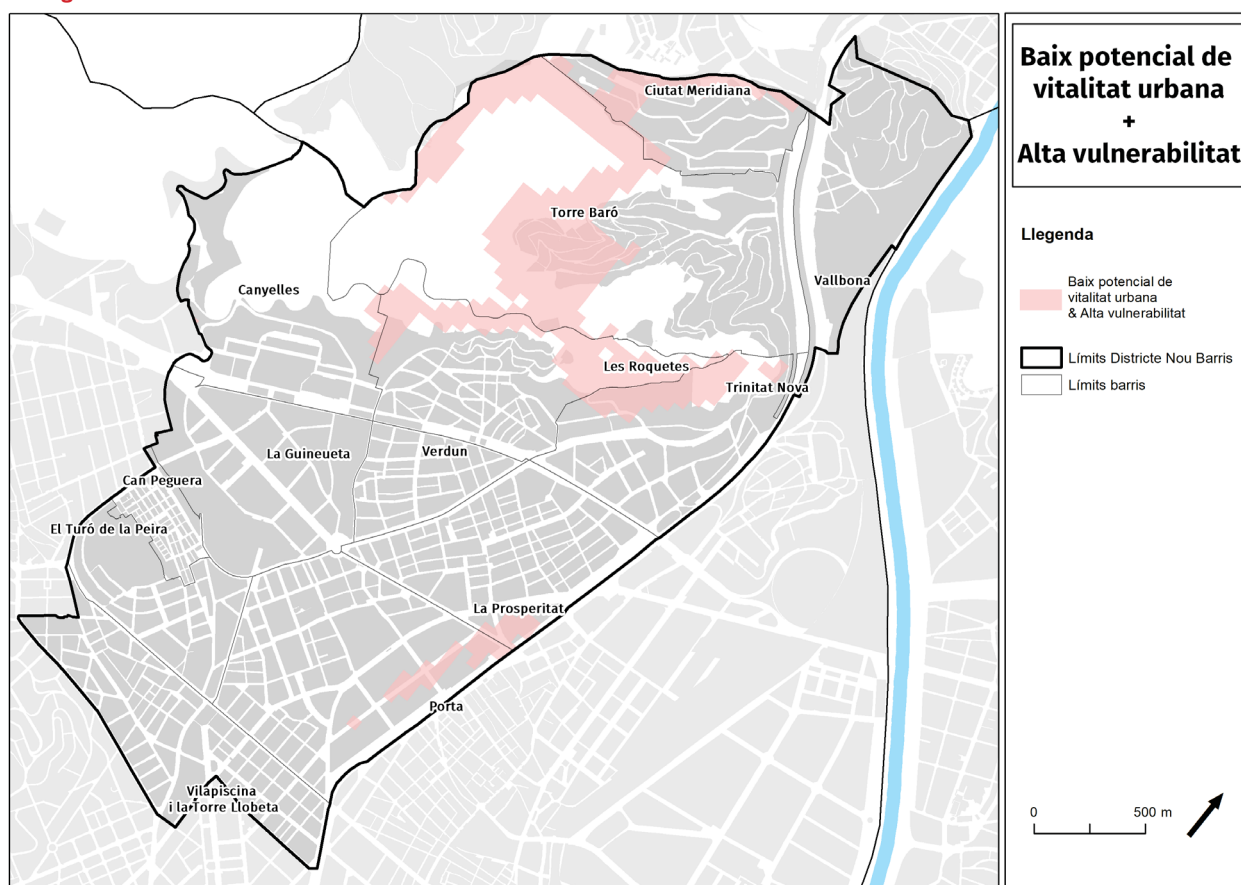 Baix potencial de
vitalitat urbana
+
Alta vulnerabilitat
Llegenda
Baix potencial de
vitalitat urbana
& Alta vulnerabilitat
Límits Districte Nou Barris
Límits barris
0
500 m
Ciutat Meridiana
Torre Baró
Vallbona
Canyelles
Les Roquetes
Trinitat Nova
La Guineueta
Verdun
Can Peguera
El Turó de la Peira
La Prosperitat
Porta
Vilapiscina
i la Torre Llobeta